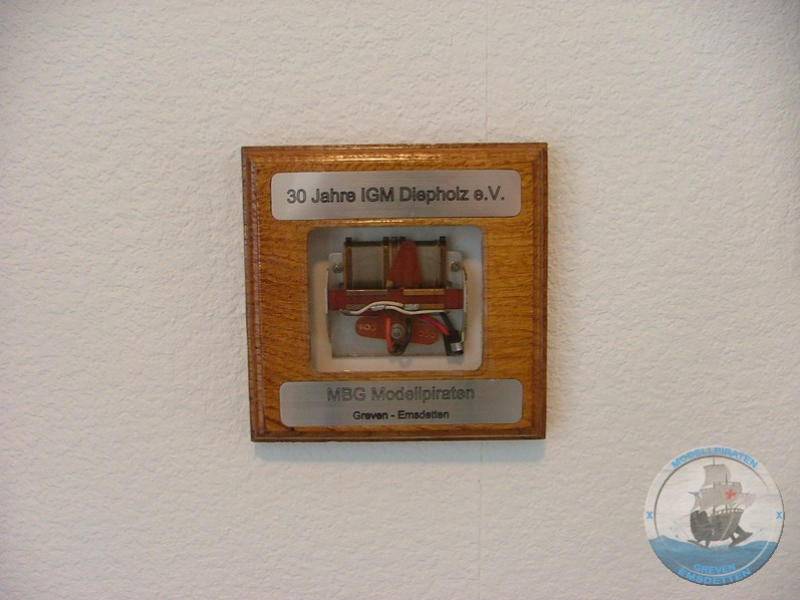 30 Jahre IGM Diepholz e.V.
MBG Modellpiraten
Greven - Emsdetten
MODELLPIRATEN
X X
GREVEN
EMSDETTEN